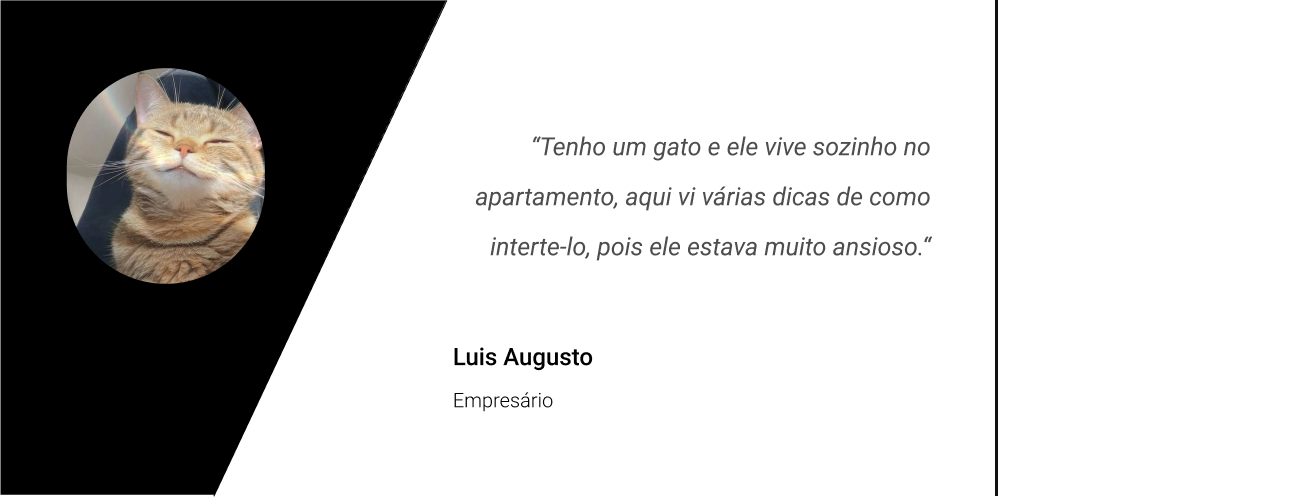 “Tenho um gato e ele vive sozinho no
apartamento, aqui vi várias dicas de como
interte-lo, pois ele estava muito ansioso.“
Luis Augusto
Empresário